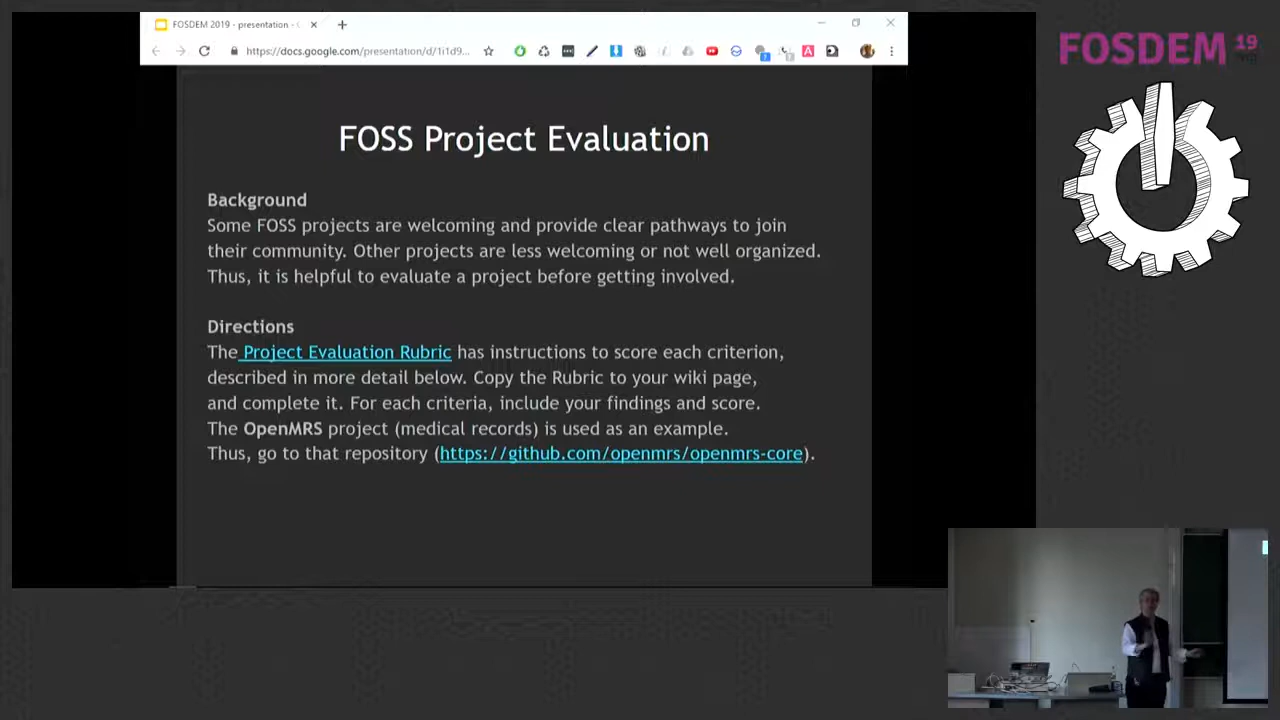 FOSDEM 2019 - presentation -
https://docs.google.com/presentation/d/1i1d9...
FOSDEM 19
FOSS Project Evaluation
Background
Some FOSS projects are welcoming and provide clear pathways to join
their community. Other projects are less welcoming or not well organized.
Thus, it is helpful to evaluate a project before getting involved.
Directions
The Project Evaluation Rubric has instructions to score each criterion,
described in more detail below. Copy the Rubric to your wiki page,
and complete it. For each criteria, include your findings and score.
The OpenMRS project (medical records) is used as an example.
Thus, go to that repository (https://github.com/openmrs/openmrs-core).